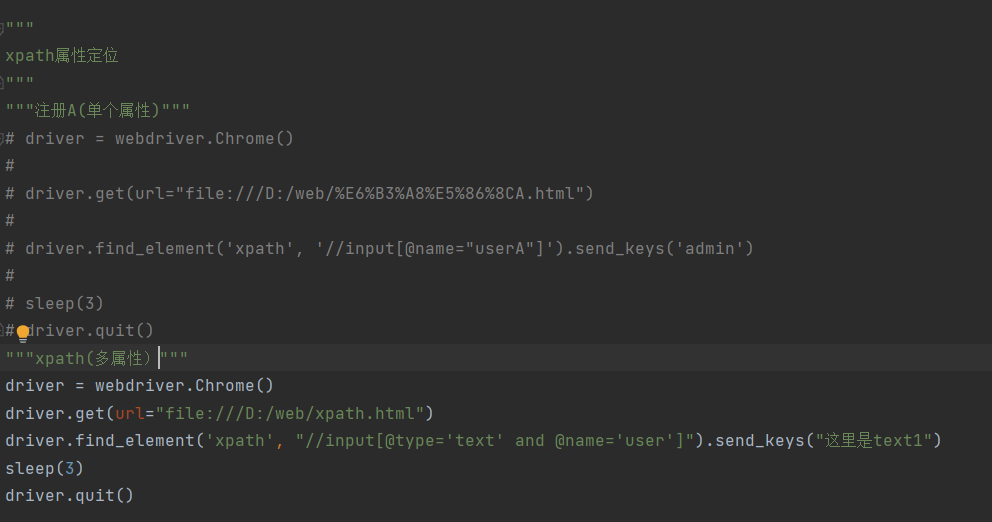 """
xpath属性定位
"""
"""注册A(单个属性)"""
# driver = webdriver.Chrome()
#
# driver.get(url="file:///D:/web/%E6%B3%A8%E5%86%8CA.html")
#
# driver.find_element('xpath', '//input[@name="userA"]').send_keys('admin')
#
# sleep(3)
# driver.quit()
"""xpath(多属性）"""
driver = webdriver.Chrome()
driver.get(url="file:///D:/web/xpath.html")
driver.find_element('xpath', "//input[@type='text' and @name='user']").send_keys("这里是text1")
sleep(3)
driver.quit()